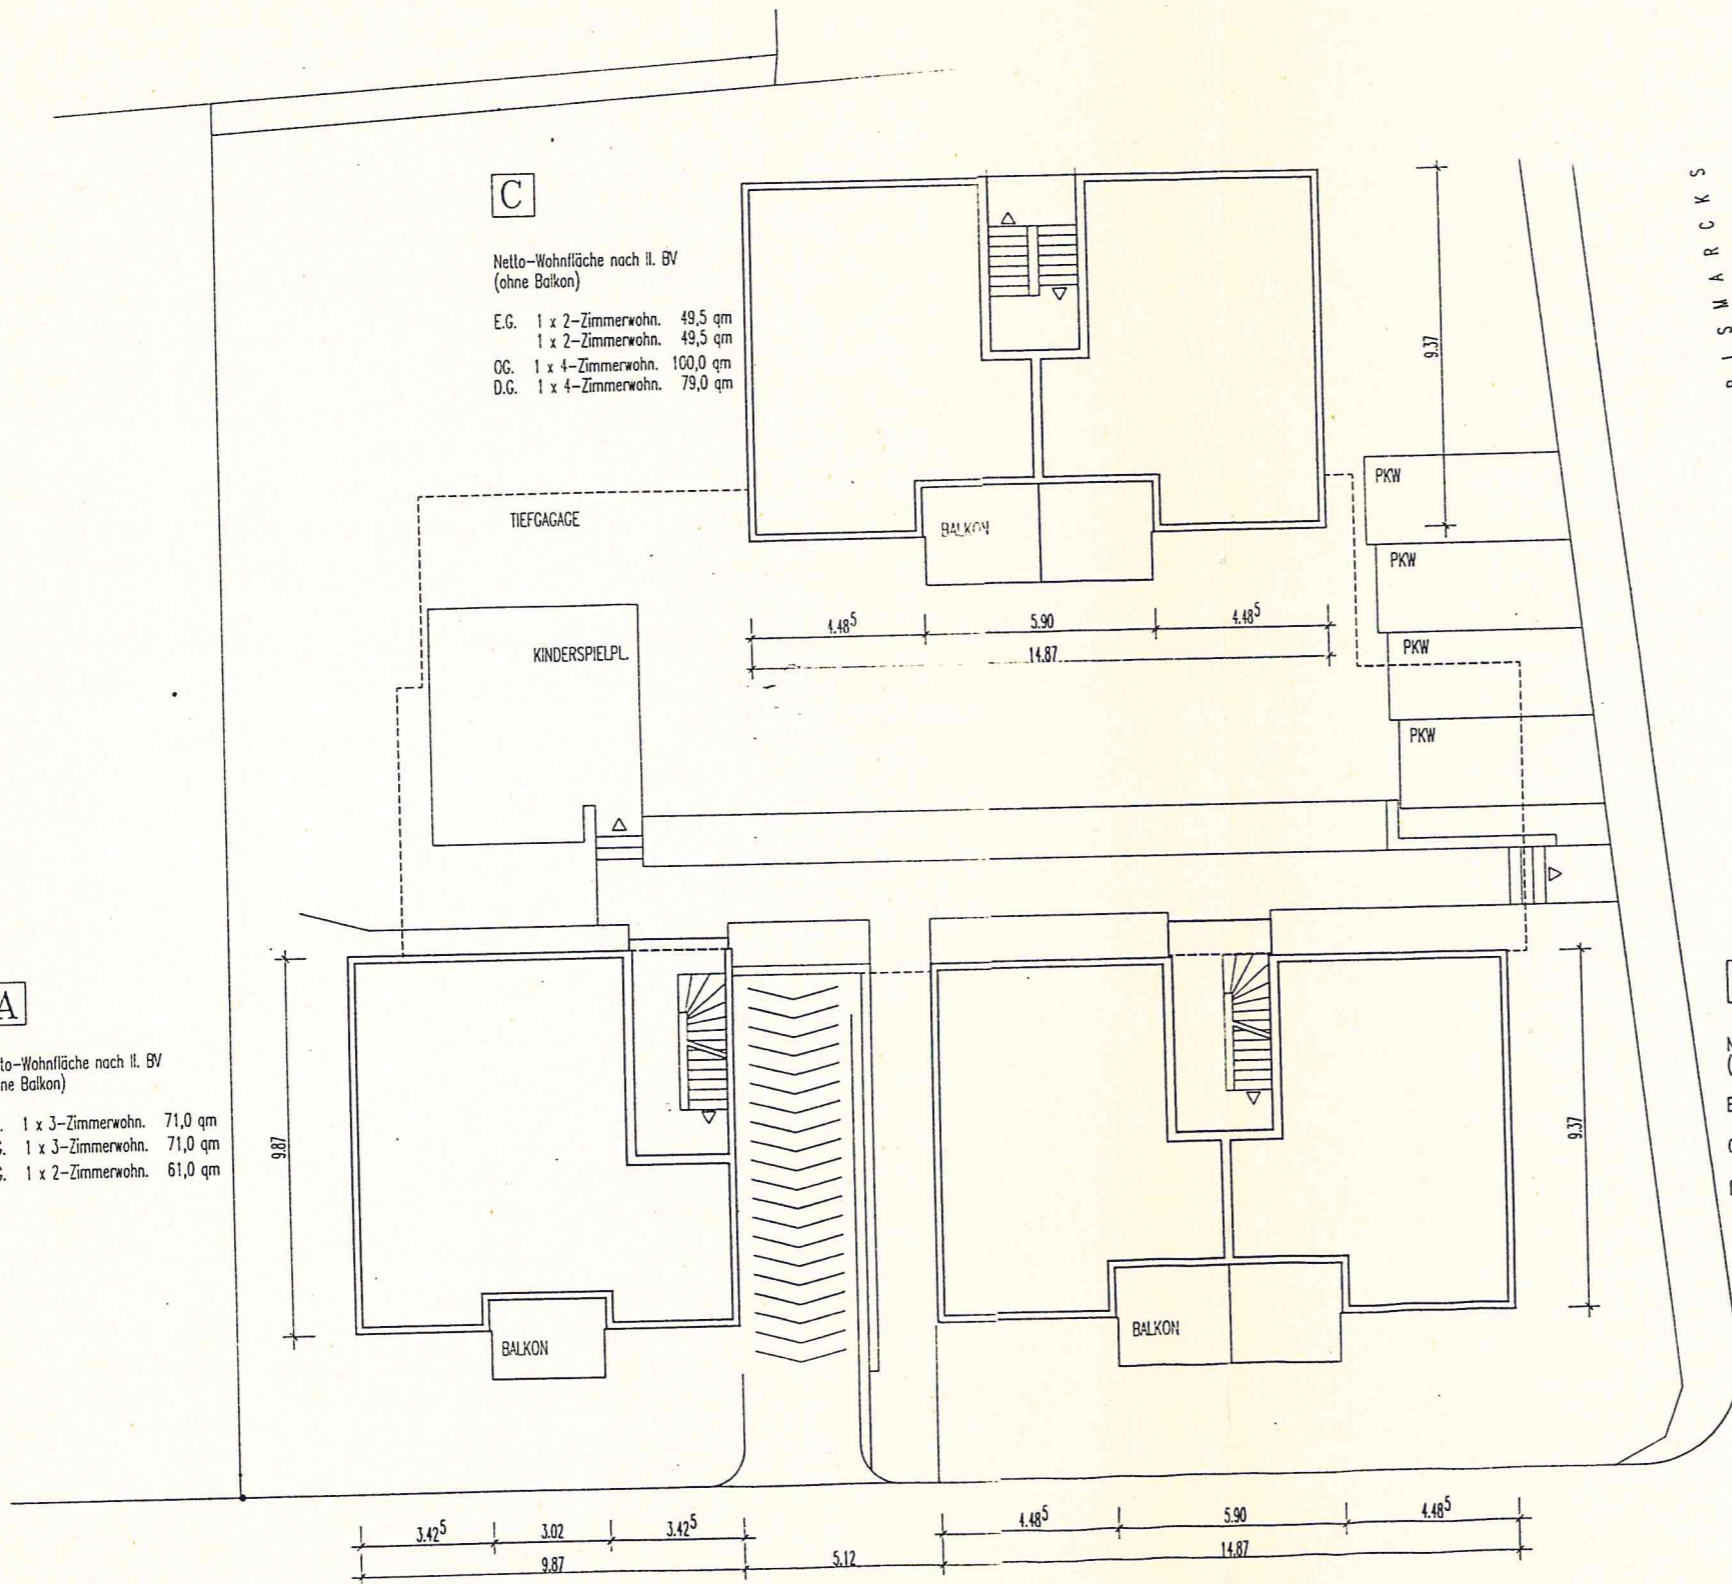 C
Netto-Wohnfläche nach II. BV
(ohne Balkon)
E.G. 1 x 2-Zimmerwohn. 49,5 qm
1 x 2-Zimmerwohn. 49,5 qm
OG. 1 x 4-Zimmerwohn. 100,0 qm
D.G. 1 x 4-Zimmerwohn. 79,0 qm
BISMARCKS
9.37
PKW
PKW
PKW
PKW
TIEFGAGAGE
BALKON
4.48⁵ 5.90 4.48⁵
14.87
KINDERSPIELPL.
A
to-Wohnfläche nach II. BV
ne Balkon)
. 1 x 3-Zimmerwohn. 71,0 qm
G. 1 x 3-Zimmerwohn. 71,0 qm
G. 1 x 2-Zimmerwohn. 61,0 qm
9.87
9.37
BALKON
BALKON
3.42⁵ 3.02 3.42⁵ 4.48⁵ 5.90 4.48⁵
9.87 5.12 14.87